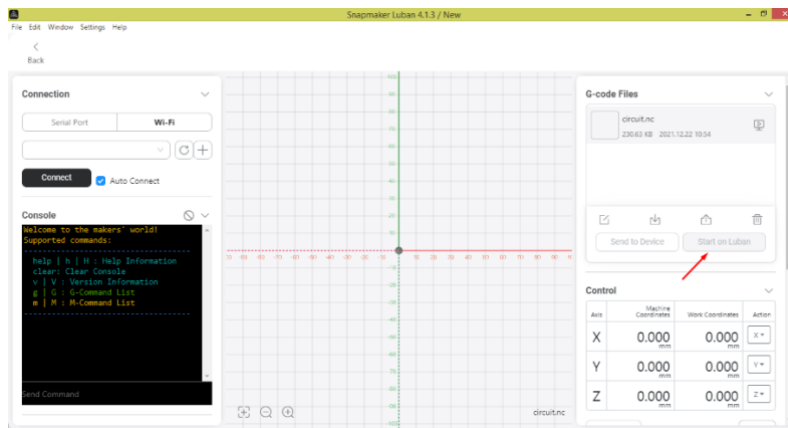 Snapmaker Luban 4.1.3 / New
File Edit Window Settings Help
Back
Connection
Serial Port Wi-Fi
Connect Auto Connect
Console
Welcome to the makers' world!
Supported commands:
help | h | H : Help Information
clear: Clear Console
v | V : Version Information
g | G : G-Command List
m | M : M-Command List
Send Command
circuit.nc
G-code Files
circuit.nc
230.63 KB 2021.12.22 10:54
Send to Device Start on Luban
Control
Axis Machine Coordinates Work Coordinates Action
X 0.000 mm 0.000 mm X
Y 0.000 mm 0.000 mm Y
Z 0.000 mm 0.000 mm Z